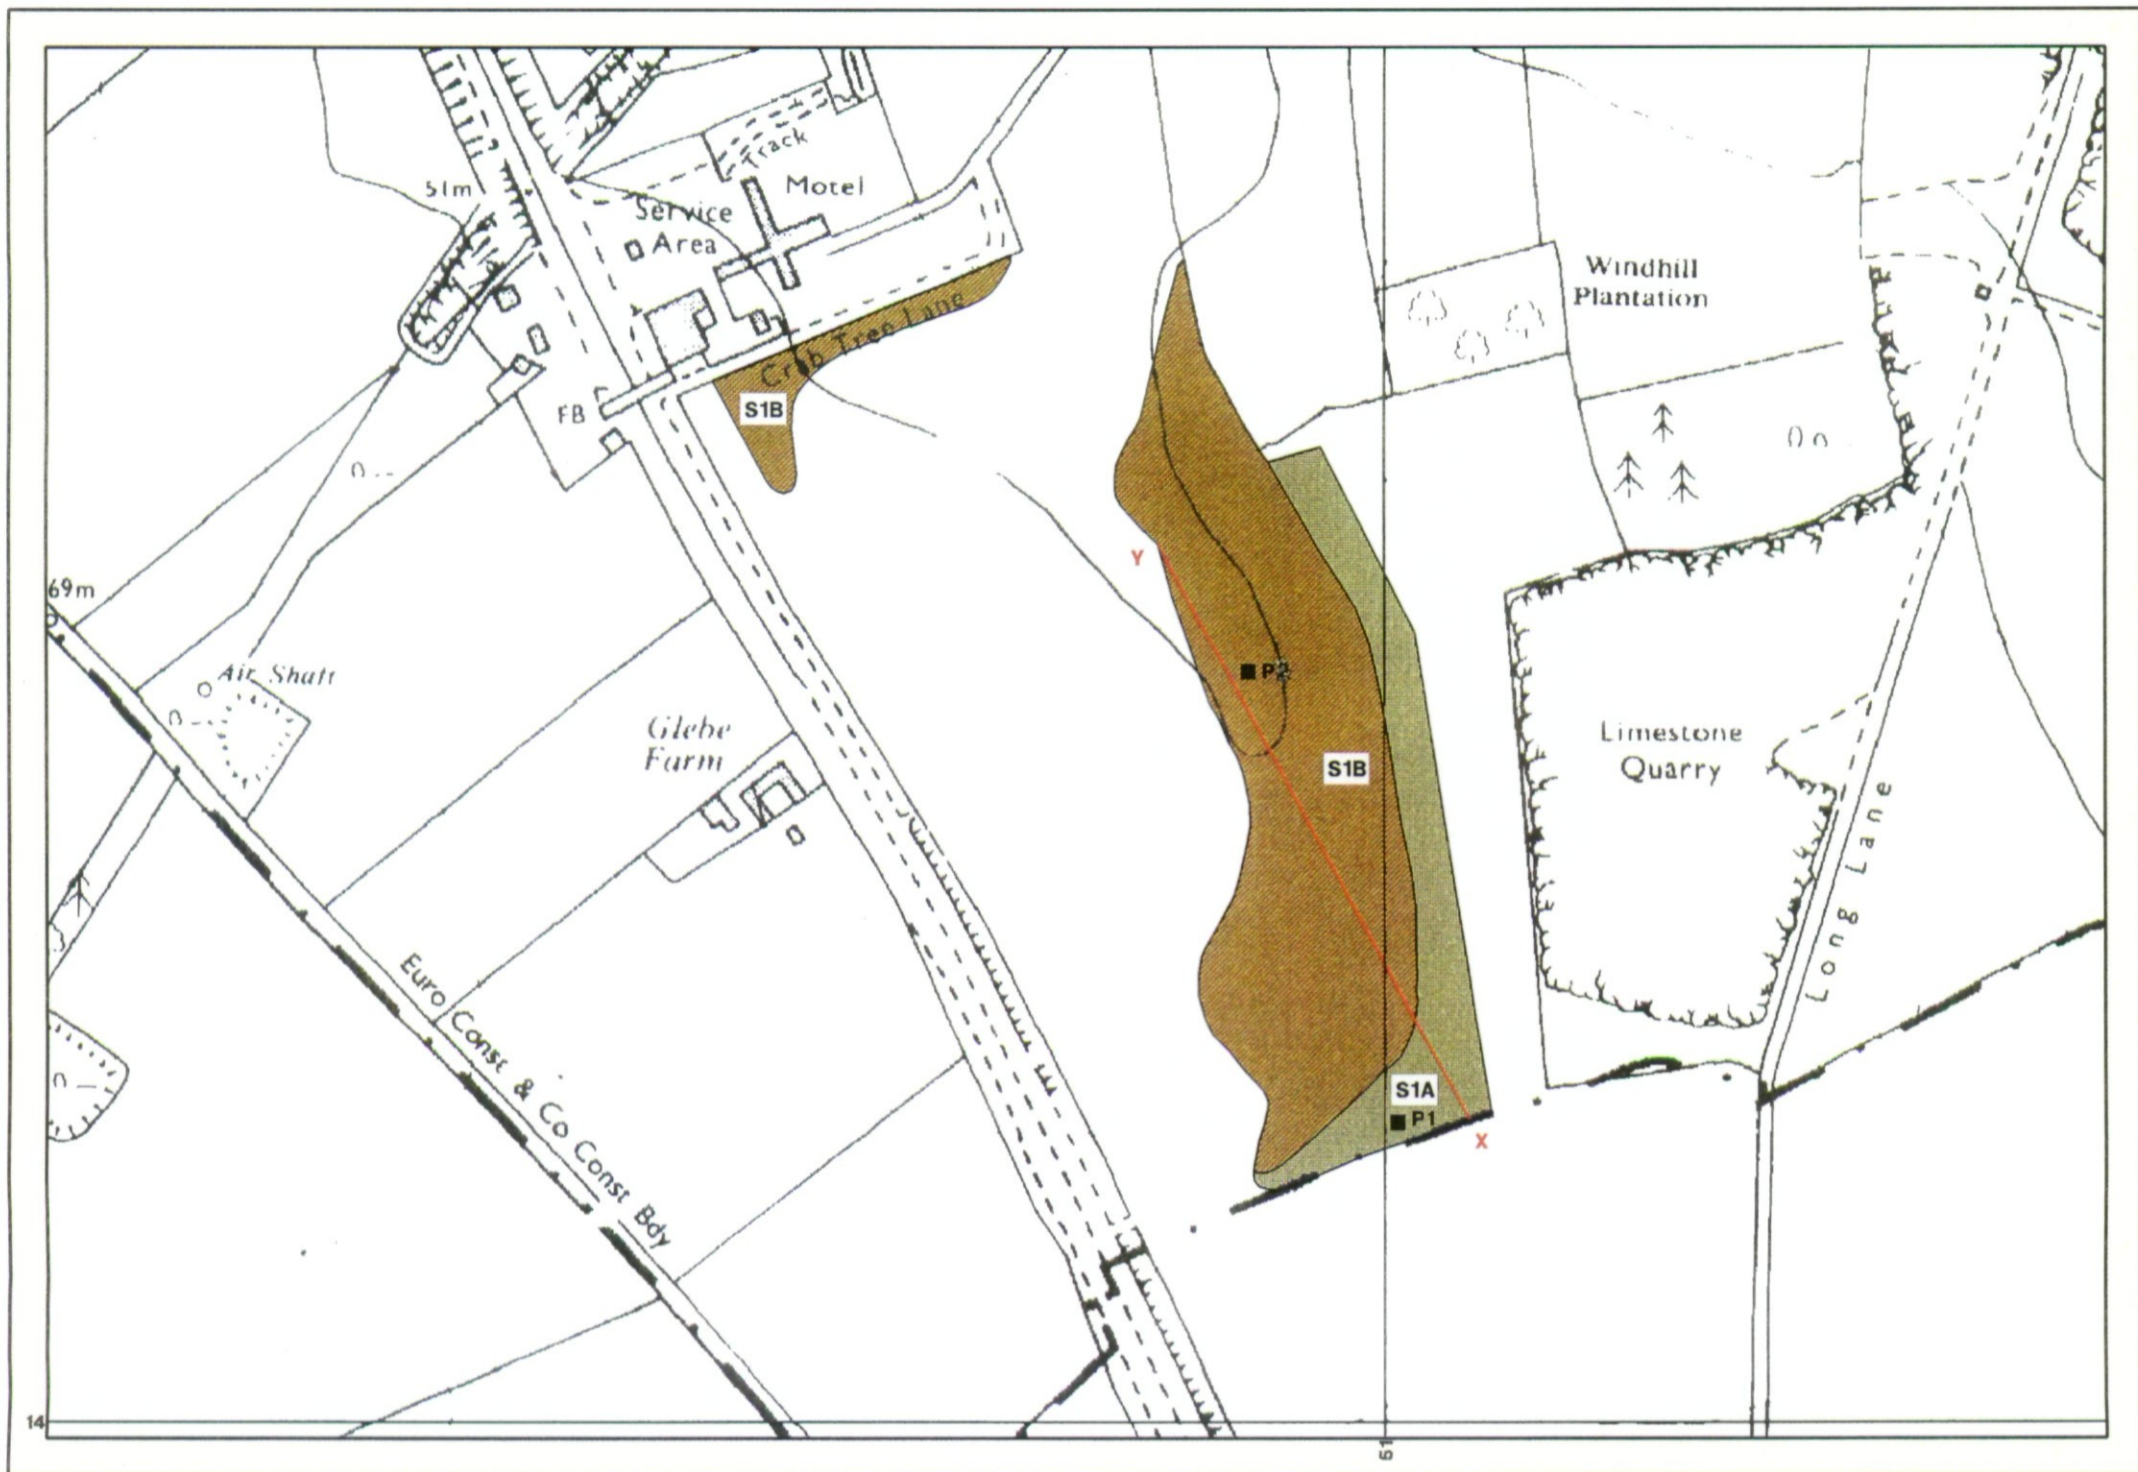 51m
Track
Motel
Service
Area
Crab Tree Lane
S1B
FB
Windhill
Plantation
Y
69m
Air Shaft
P2
Glebe
Farm
S1B
Limestone
Quarry
Long Lane
Euro Const & Co Const Bdy
S1A
P1
X
14
61